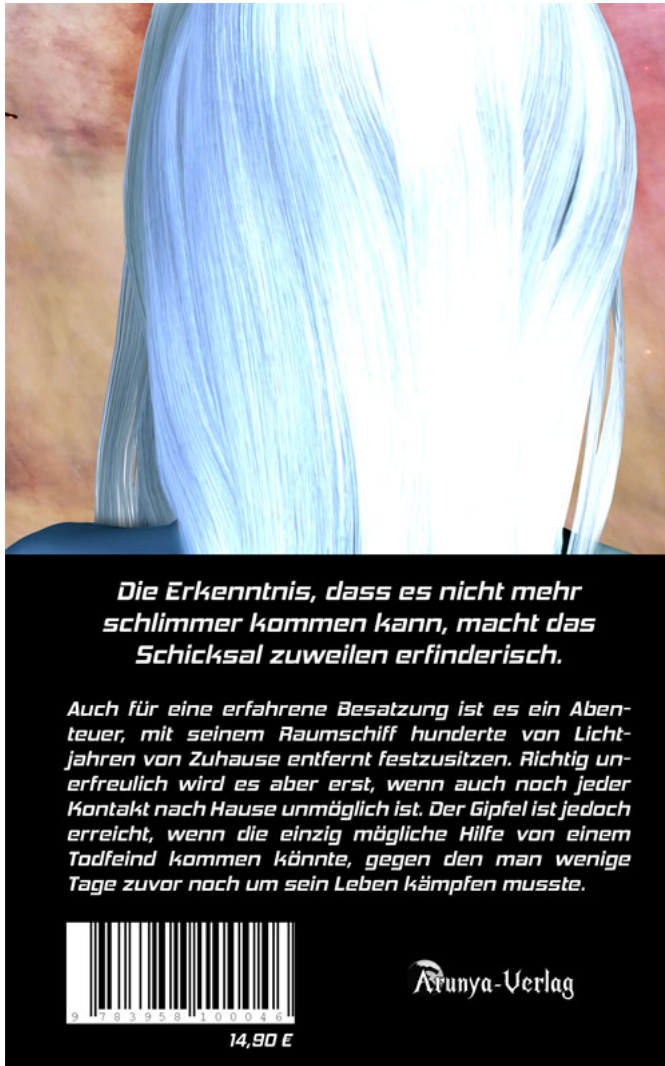 Die Erkenntnis, dass es nicht mehr
schlimmer kommen kann, macht das
Schicksal zuweilen erfinderisch.
Auch für eine erfahrene Besatzung ist es ein Aben-
teuer, mit seinem Raumschiff hunderte von Licht-
jahren von Zuhause entfernt festzusitzen. Richtig un-
erfreulich wird es aber erst, wenn auch noch jeder
Kontakt nach Hause unmöglich ist. Der Gipfel ist jedoch
erreicht, wenn die einzig mögliche Hilfe von einem
Todfeind kommen könnte, gegen den man wenige
Tage zuvor noch um sein Leben kämpfen musste.
Arunya-Verlag
9 783958 100046
14,90 €